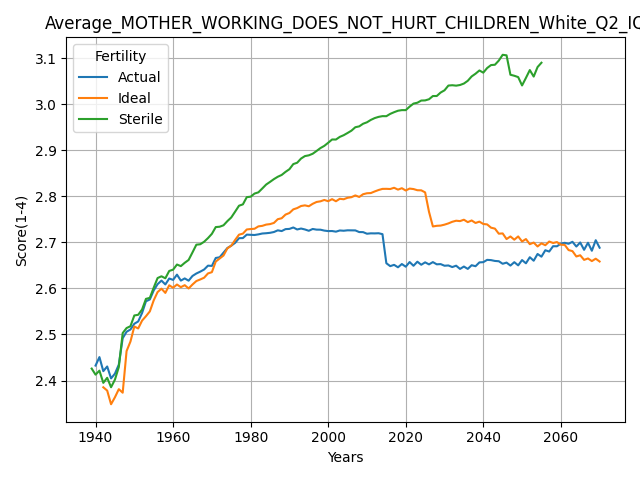 Average_MOTHER_WORKING_DOES_NOT_HURT_CHILDREN_White_Q2_IQ
Fertility
Actual
Ideal
Sterile
Score(1-4)
3.1
3.0
2.9
2.8
2.7
2.6
2.5
2.4
1940 1960 1980 2000 2020 2040 2060
Years